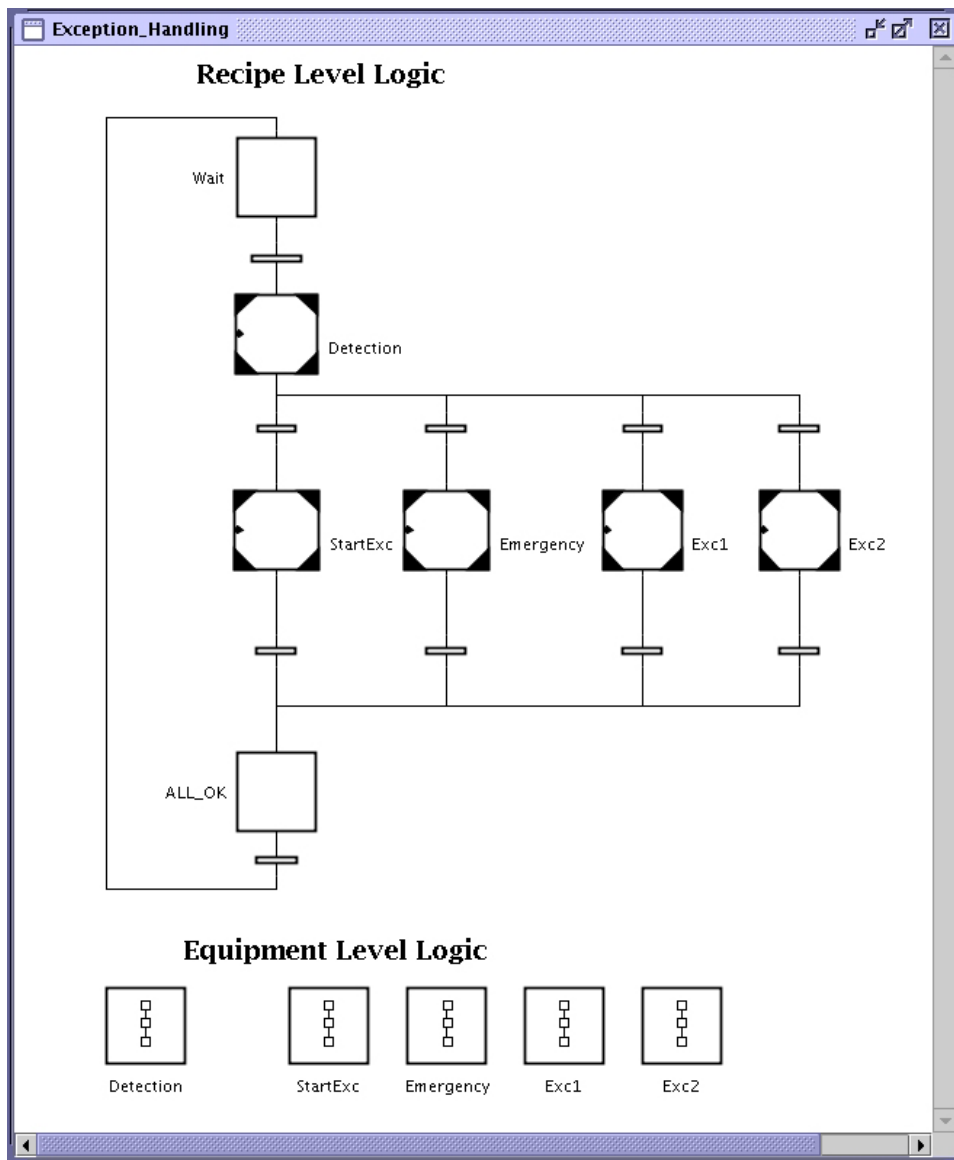 Exception_Handling
Recipe Level Logic
Wait
Detection
StartExc
Emergency
Exc1
Exc2
ALL_OK
Equipment Level Logic
Detection
StartExc
Emergency
Exc1
Exc2